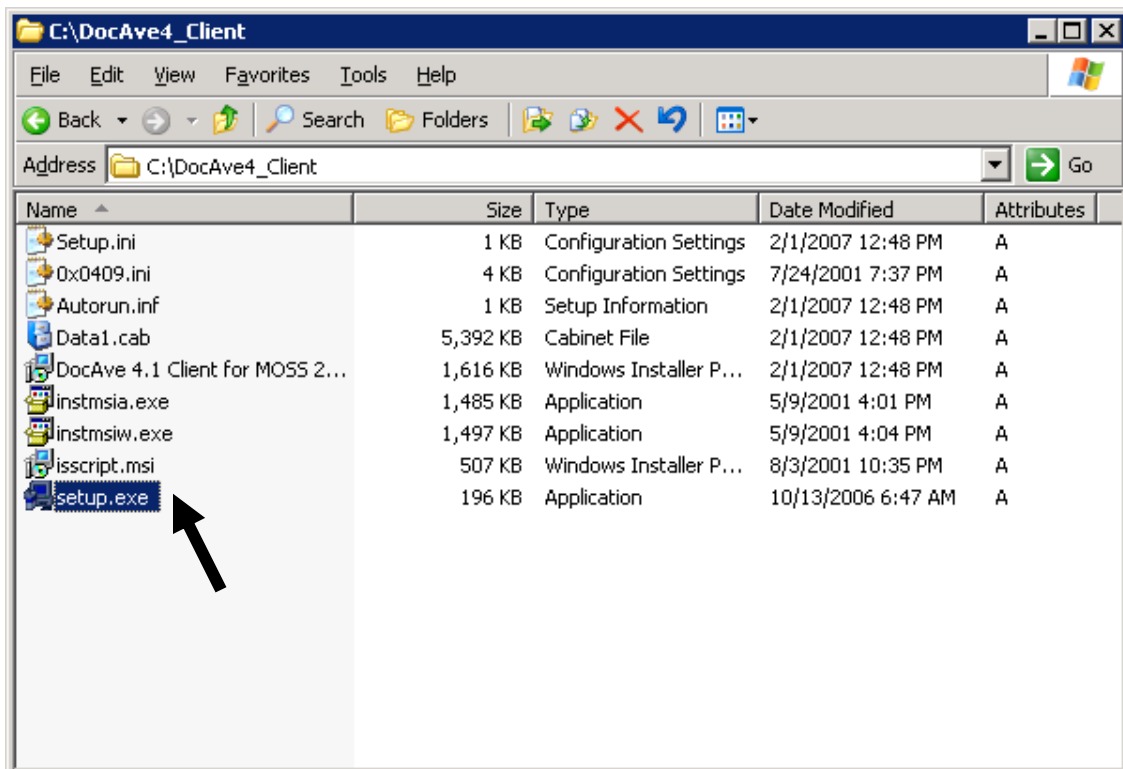 C:\DocAve4_Client
File Edit View Favorites Tools Help
Back Search Folders
Address C:\DocAve4_Client Go
Name Size Type Date Modified Attributes
Setup.ini 1 KB Configuration Settings 2/1/2007 12:48 PM A
0x0409.ini 4 KB Configuration Settings 7/24/2001 7:37 PM A
Autorun.inf 1 KB Setup Information 2/1/2007 12:48 PM A
Data1.cab 5,392 KB Cabinet File 2/1/2007 12:48 PM A
DocAve 4.1 Client for MOSS 2... 1,616 KB Windows Installer P... 2/1/2007 12:48 PM A
instmsia.exe 1,485 KB Application 5/9/2001 4:01 PM A
instmsiw.exe 1,497 KB Application 5/9/2001 4:04 PM A
isscript.msi 507 KB Windows Installer P... 8/3/2001 10:35 PM A
setup.exe 196 KB Application 10/13/2006 6:47 AM A